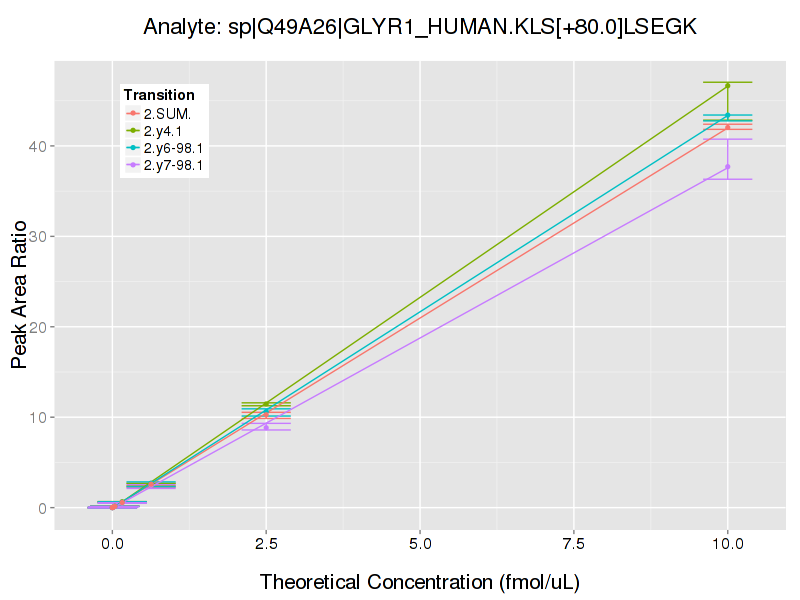 Analyte: sp|Q49A26|GLYR1_HUMAN.KLS[+80.0]LSEGK
Transition
2.SUM.
2.y4.1
2.y6-98.1
2.y7-98.1
Peak Area Ratio
40
30
20
10
0
0.0 2.5 5.0 7.5 10.0
Theoretical Concentration (fmol/uL)